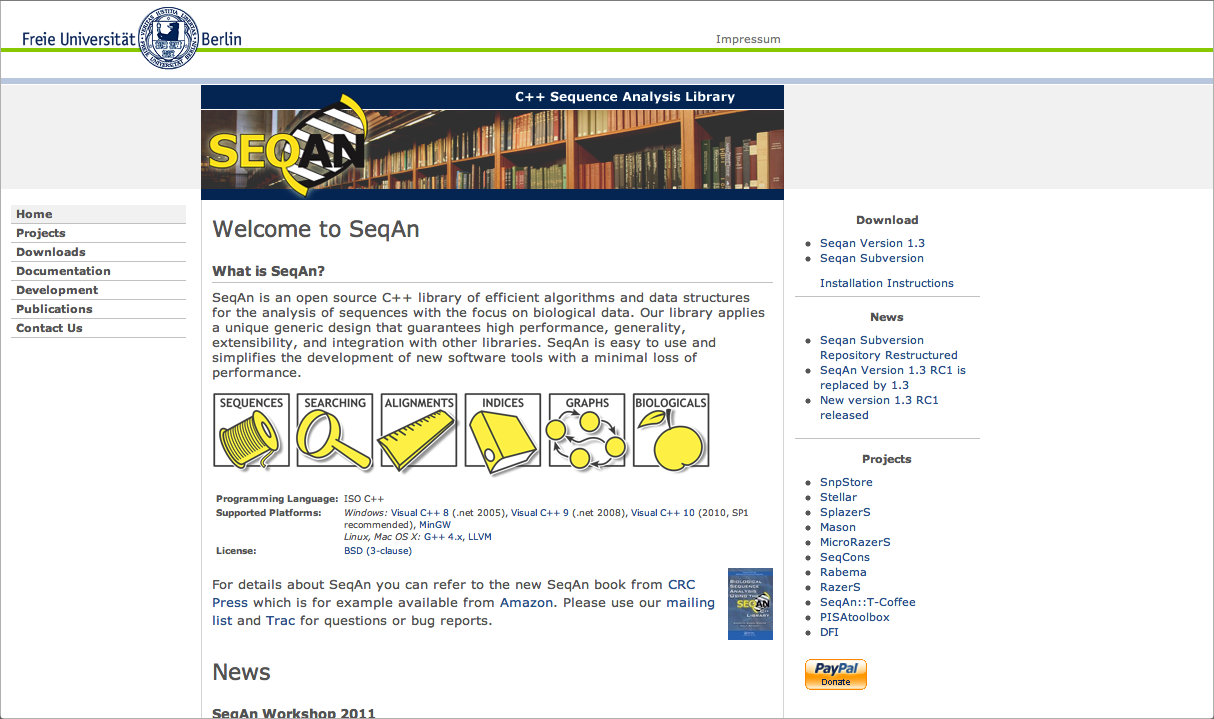 Freie Universität Berlin
Impressum
C++ Sequence Analysis Library
SEQAN
Home
Projects
Downloads
Documentation
Development
Publications
Contact Us
Welcome to SeqAn
What is SeqAn?
SeqAn is an open source C++ library of efficient algorithms and data structures
for the analysis of sequences with the focus on biological data. Our library applies
a unique generic design that guarantees high performance, generality,
extensibility, and integration with other libraries. SeqAn is easy to use and
simplifies the development of new software tools with a minimal loss of
performance.
SEQUENCES SEARCHING ALIGNMENTS INDICES GRAPHS BIOLOGICALS
Programming Language: ISO C++
Supported Platforms: Windows: Visual C++ 8 (.net 2005), Visual C++ 9 (.net 2008), Visual C++ 10 (2010, SP1
recommended), MinGW
Linux, Mac OS X: G++ 4.x, LLVM
License: BSD (3-clause)
For details about SeqAn you can refer to the new SeqAn book from CRC
Press which is for example available from Amazon. Please use our mailing
list and Trac for questions or bug reports.
BIOLOGICAL
SEQUENCE
ANALYSIS
USING THE
SEQAN
C++
LIBRARY
News
SeqAn Workshop 2011
Download
Seqan Version 1.3
Seqan Subversion
Installation Instructions
News
Seqan Subversion
Repository Restructured
SeqAn Version 1.3 RC1 is
replaced by 1.3
New version 1.3 RC1
released
Projects
SnpStore
Stellar
SplazerS
Mason
MicroRazerS
SeqCons
Rabema
RazerS
SeqAn::T-Coffee
PISAtoolbox
DFI
PayPal
Donate